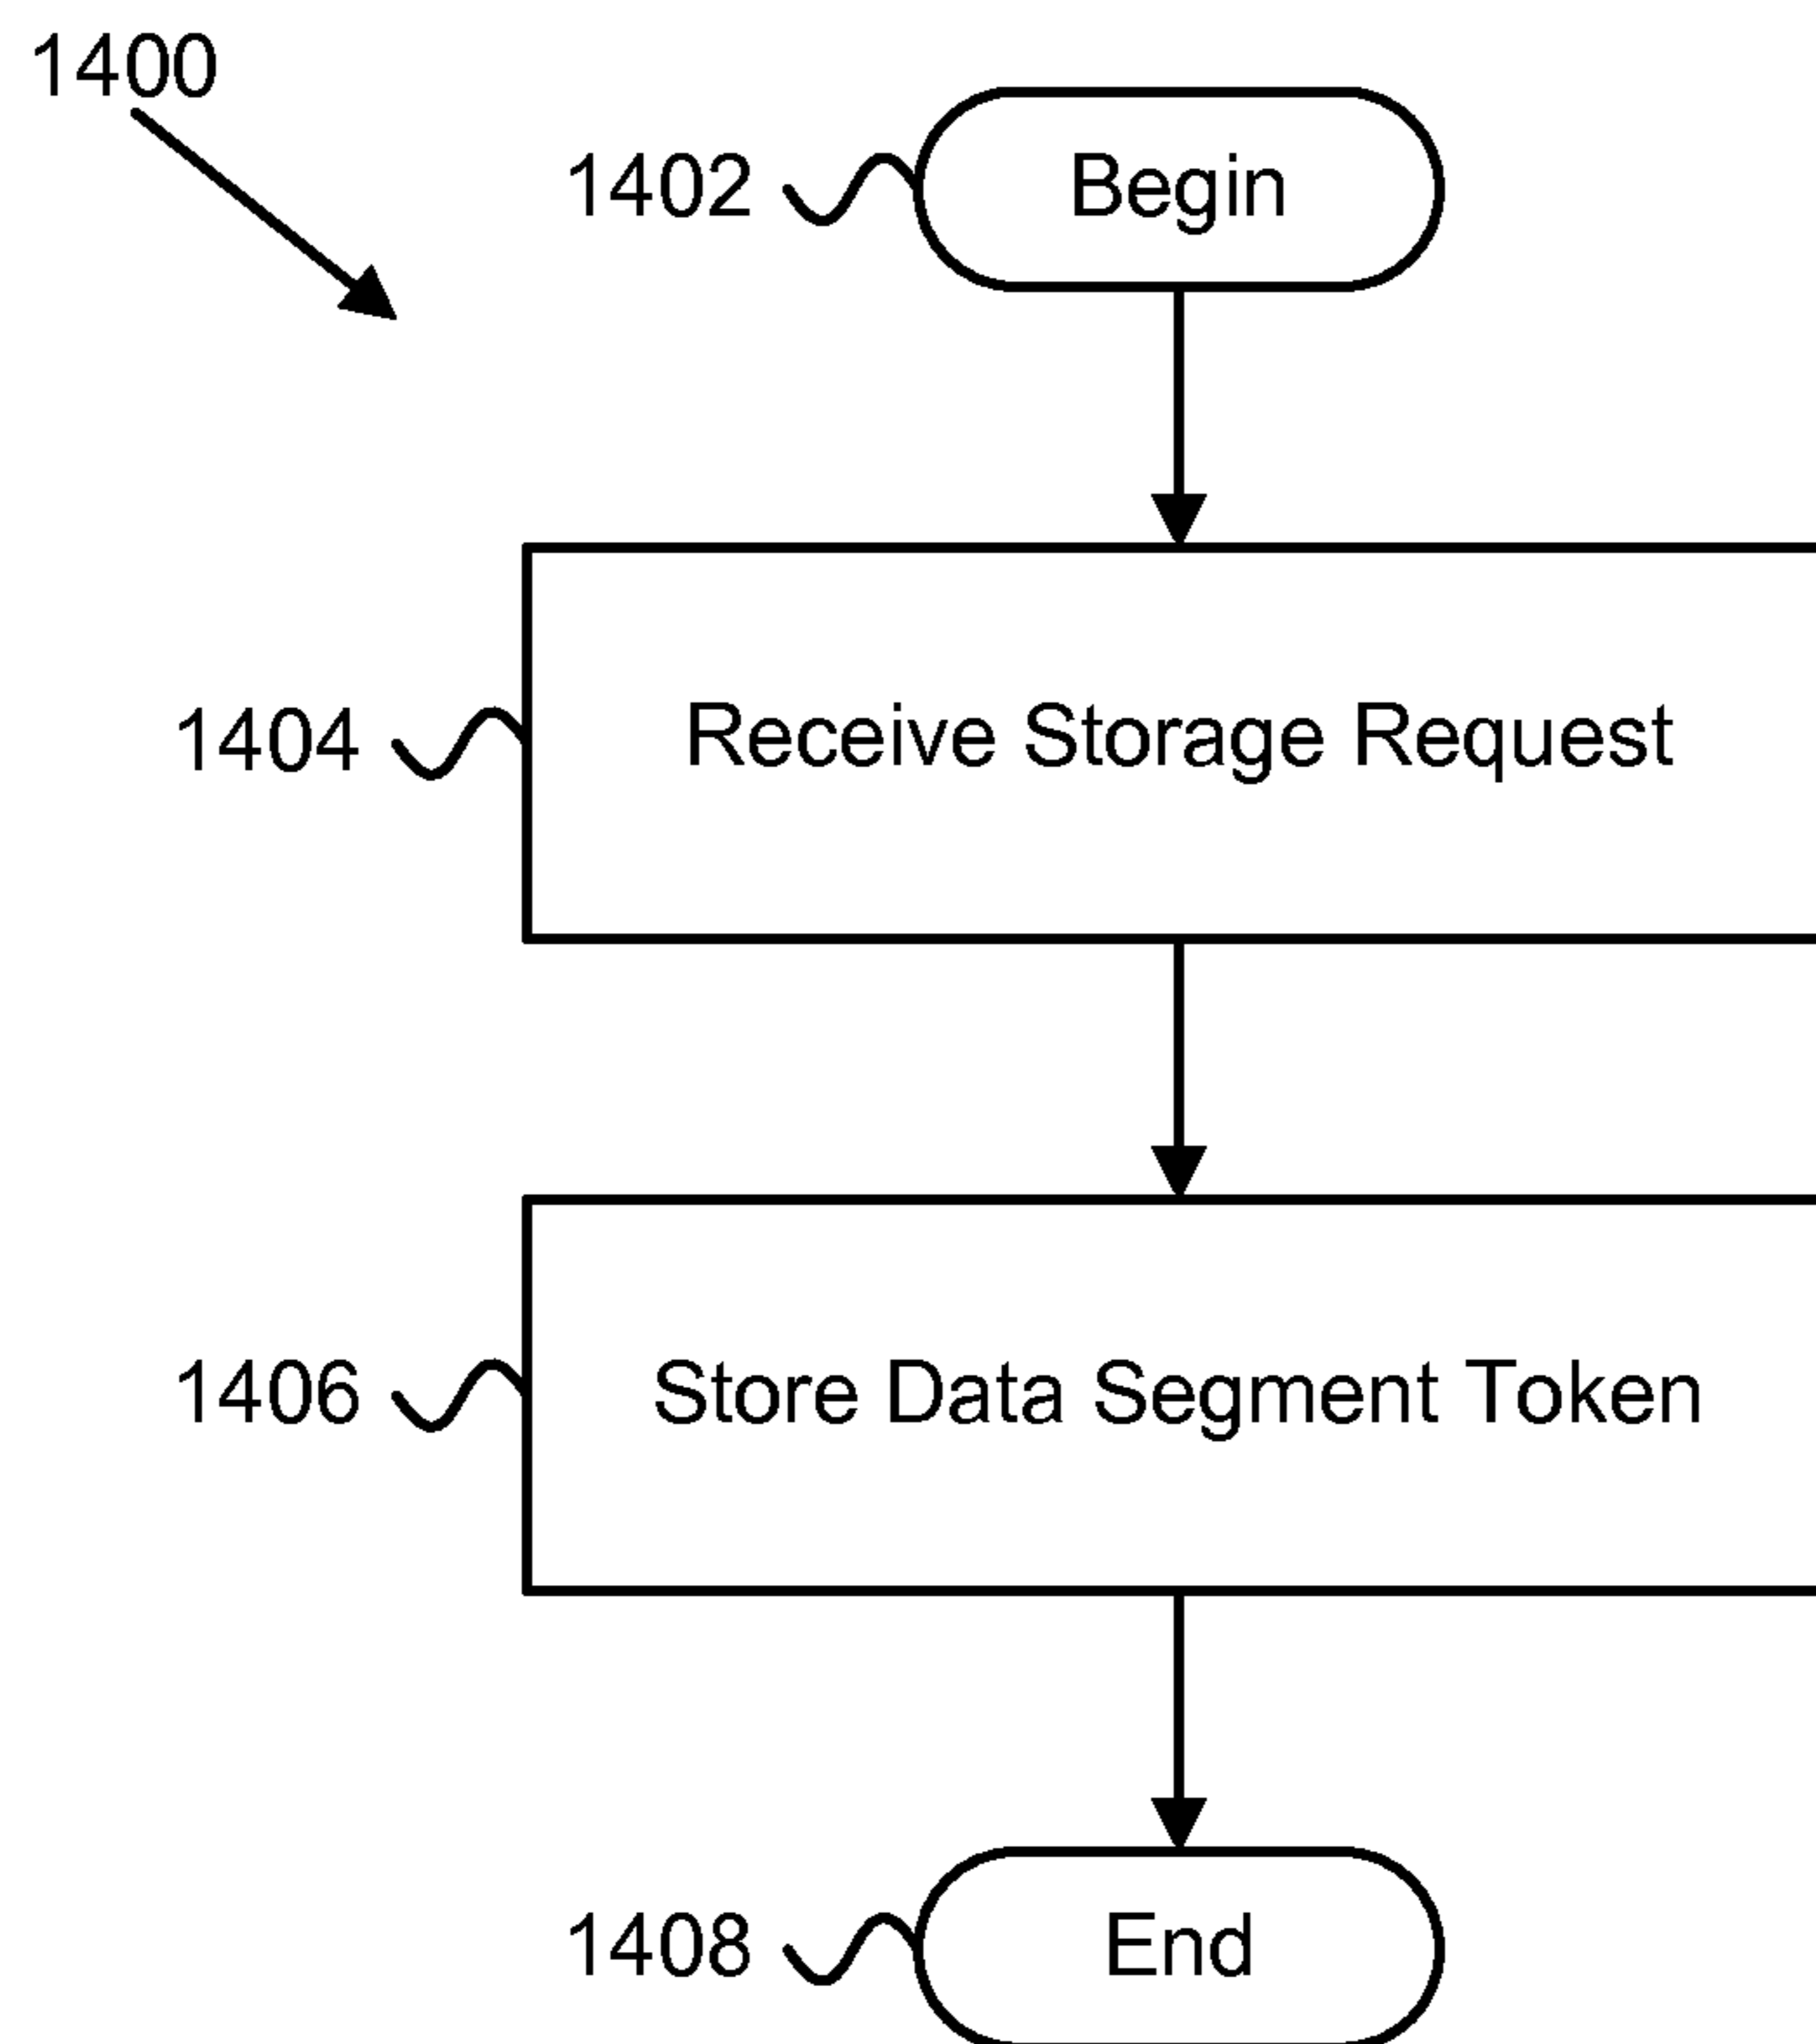 1400
1402 Begin
1404 Receive Storage Request
1406 Store Data Segment Token
1408 End